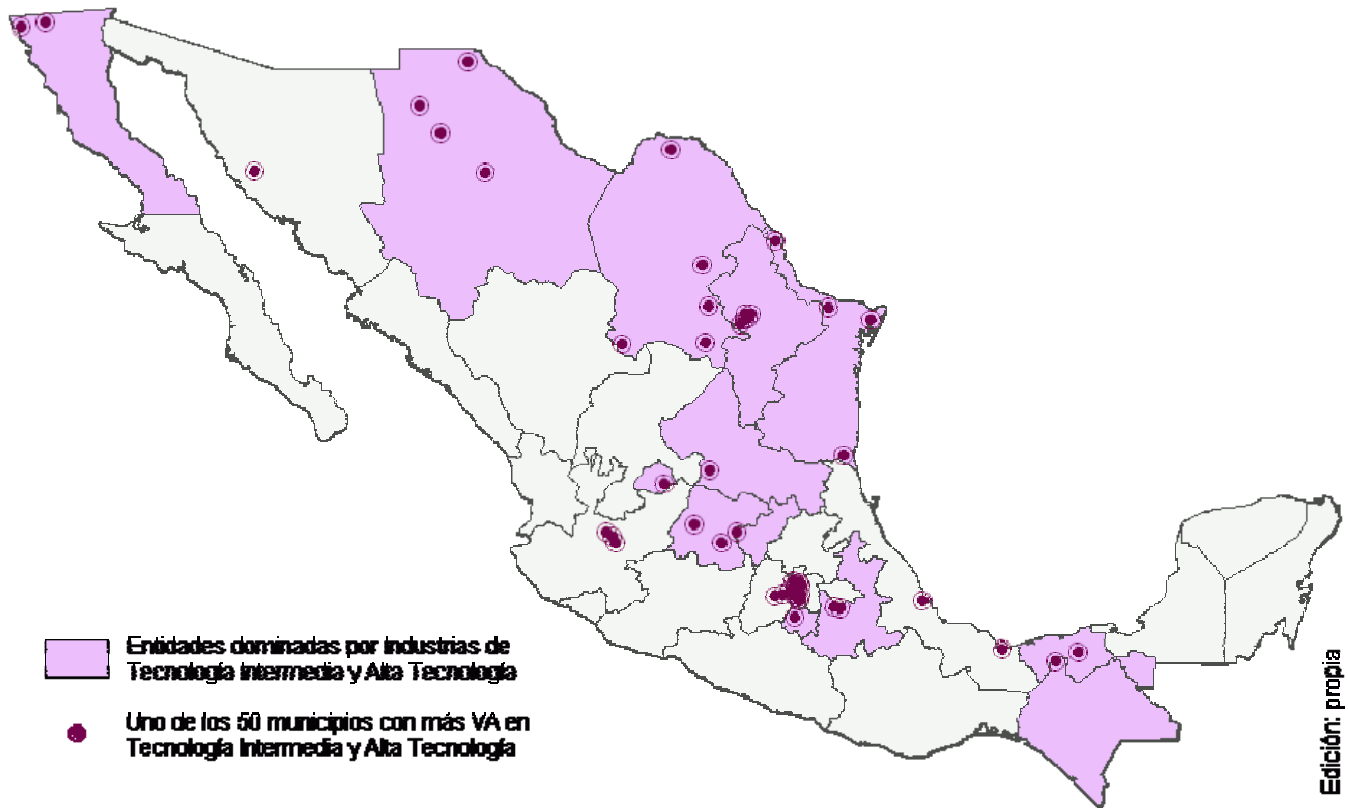 Entidades dominadas por Industrias de
Tecnología Intermedia y Alta Tecnología
Uno de los 50 municipios con más VA en
Tecnología Intermedia y Alta Tecnología
Edición: propia